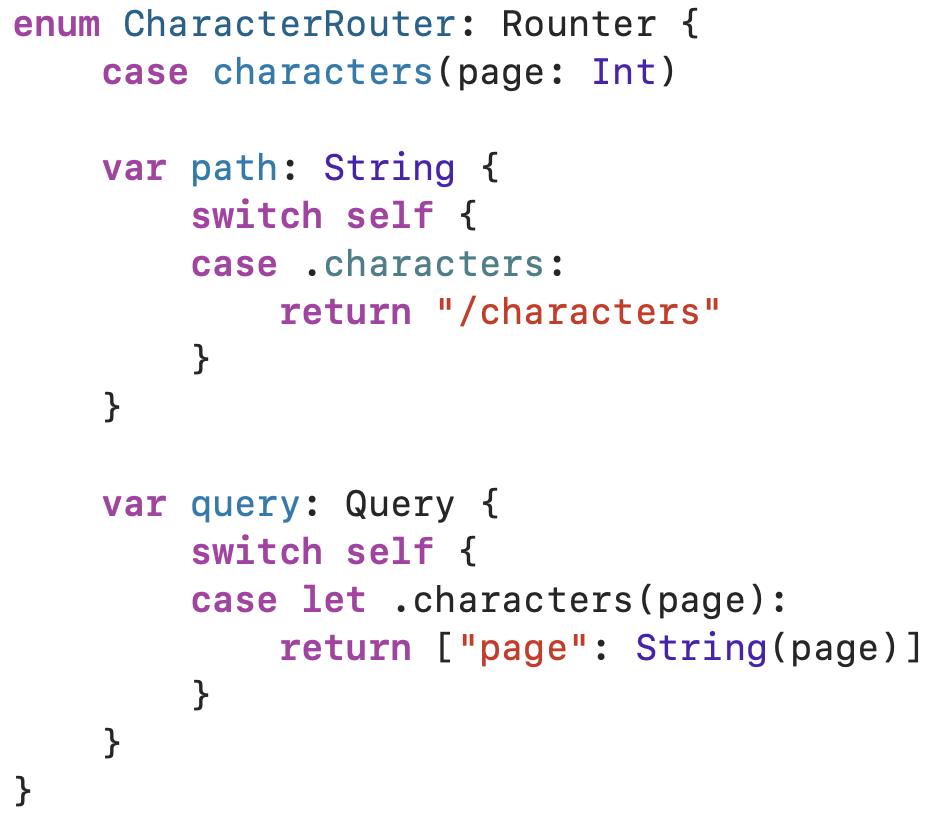 enum CharacterRouter: Rounter {
    case characters(page: Int)

    var path: String {
        switch self {
        case .characters:
            return "/characters"
        }
    }

    var query: Query {
        switch self {
        case let .characters(page):
            return ["page": String(page)]
        }
    }
}